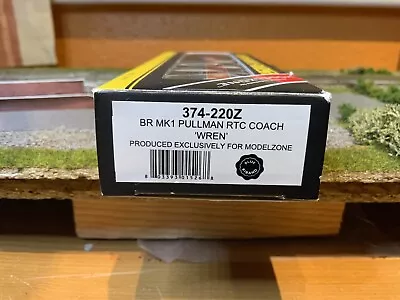 374-220Z
BR MK1 PULLMAN RTC COACH
'WREN'
PRODUCED EXCLUSIVELY FOR MODELZONE